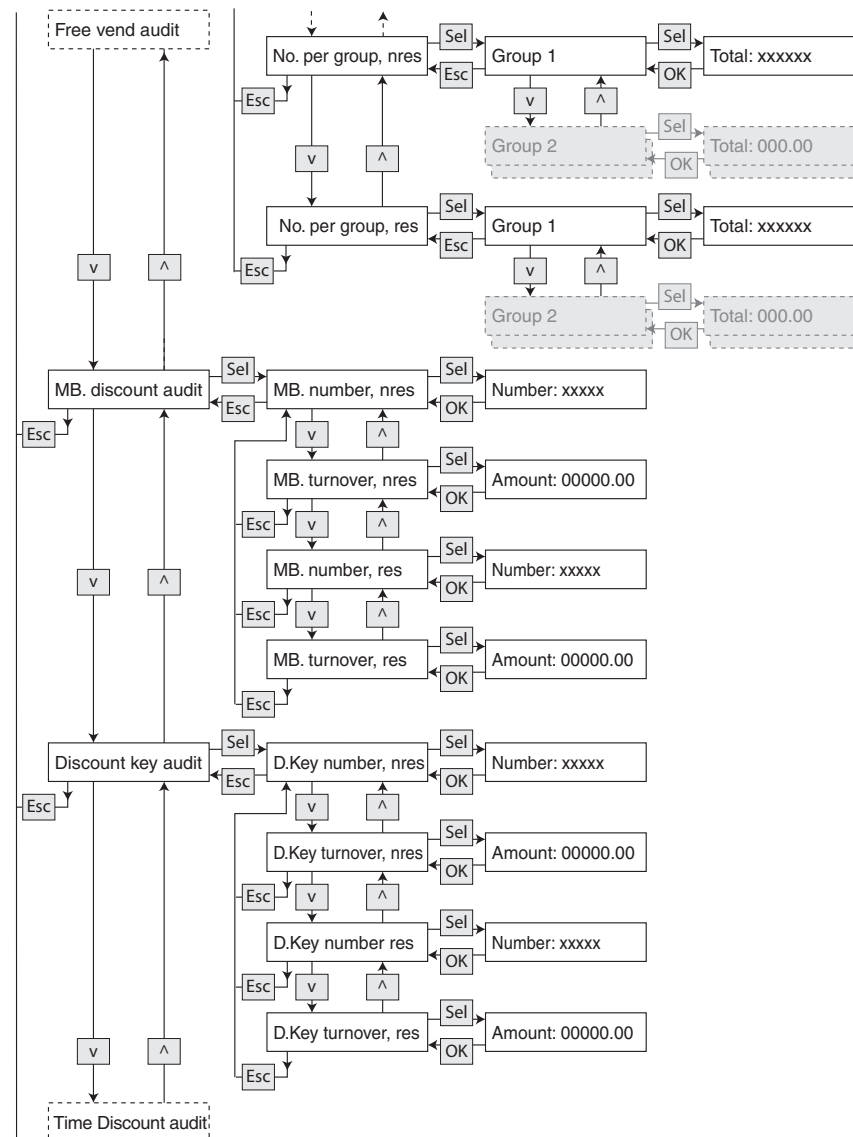 Free vend audit
No. per group, nres
Sel
Esc
Group 1
Sel
OK
Total: xxxxxx
Esc
v
^
Group 2
Sel
OK
Total: 000.00
v
^
No. per group, res
Sel
Esc
Group 1
Sel
OK
Total: xxxxxx
Esc
v
^
v
^
Group 2
Sel
OK
Total: 000.00
MB. discount audit
Sel
Esc
MB. number, nres
Sel
OK
Number: xxxxx
Esc
v
^
MB. turnover, nres
Sel
OK
Amount: 00000.00
Esc
v
^
MB. number, res
Sel
OK
Number: xxxxx
v
^
Esc
v
^
MB. turnover, res
Sel
OK
Amount: 00000.00
Esc
Discount key audit
Sel
Esc
D.Key number, nres
Sel
OK
Number: xxxxx
Esc
v
^
D.Key turnover, nres
Sel
OK
Amount: 00000.00
Esc
v
^
D.Key number res
Sel
OK
Number: xxxxx
Esc
v
^
D.Key turnover, res
Sel
OK
Amount: 00000.00
v
^
Esc
Time Discount audit